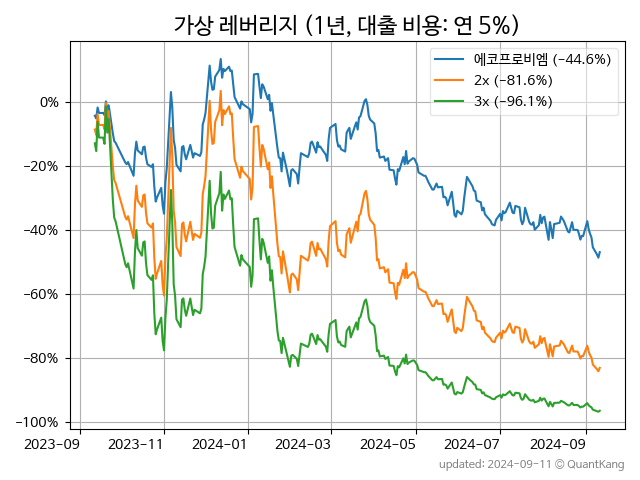 가상 레버리지 (1년, 대출 비용: 연 5%)
에코프로비엠 (−44.6%)
2x (−81.6%)
3x (−96.1%)
0%
−20%
−40%
−60%
−80%
−100%
2023-09 2023-11 2024-01 2024-03 2024-05 2024-07 2024-09
updated: 2024-09-11 © QuantKang